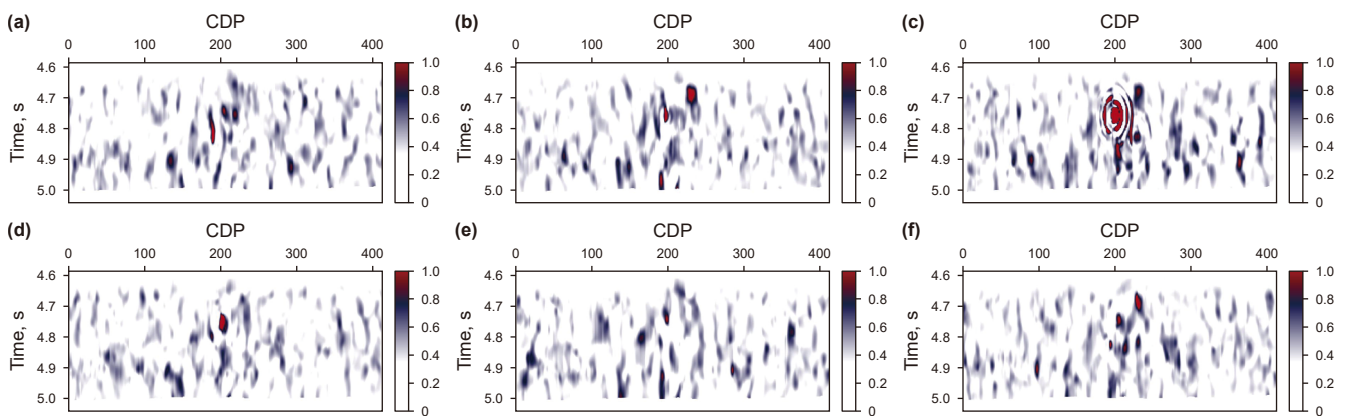 (a) CDP (b) CDP (c) CDP
0 100 200 300 400 0 100 200 300 400 0 100 200 300 400
4.6 1.0 4.6 1.0 4.6 1.0
4.7 0.8 4.7 0.8 4.7 0.8
Time, s 4.8 0.6 Time, s 4.8 0.6 Time, s 4.8 0.6
4.9 0.4 4.9 0.4 4.9 0.4
5.0 0.2 5.0 0.2 5.0 0.2
0 0 0
(d) CDP (e) CDP (f) CDP
0 100 200 300 400 0 100 200 300 400 0 100 200 300 400
4.6 1.0 4.6 1.0 4.6 1.0
4.7 0.8 4.7 0.8 4.7 0.8
Time, s 4.8 0.6 Time, s 4.8 0.6 Time, s 4.8 0.6
4.9 0.4 4.9 0.4 4.9 0.4
5.0 0.2 5.0 0.2 5.0 0.2
0 0 0